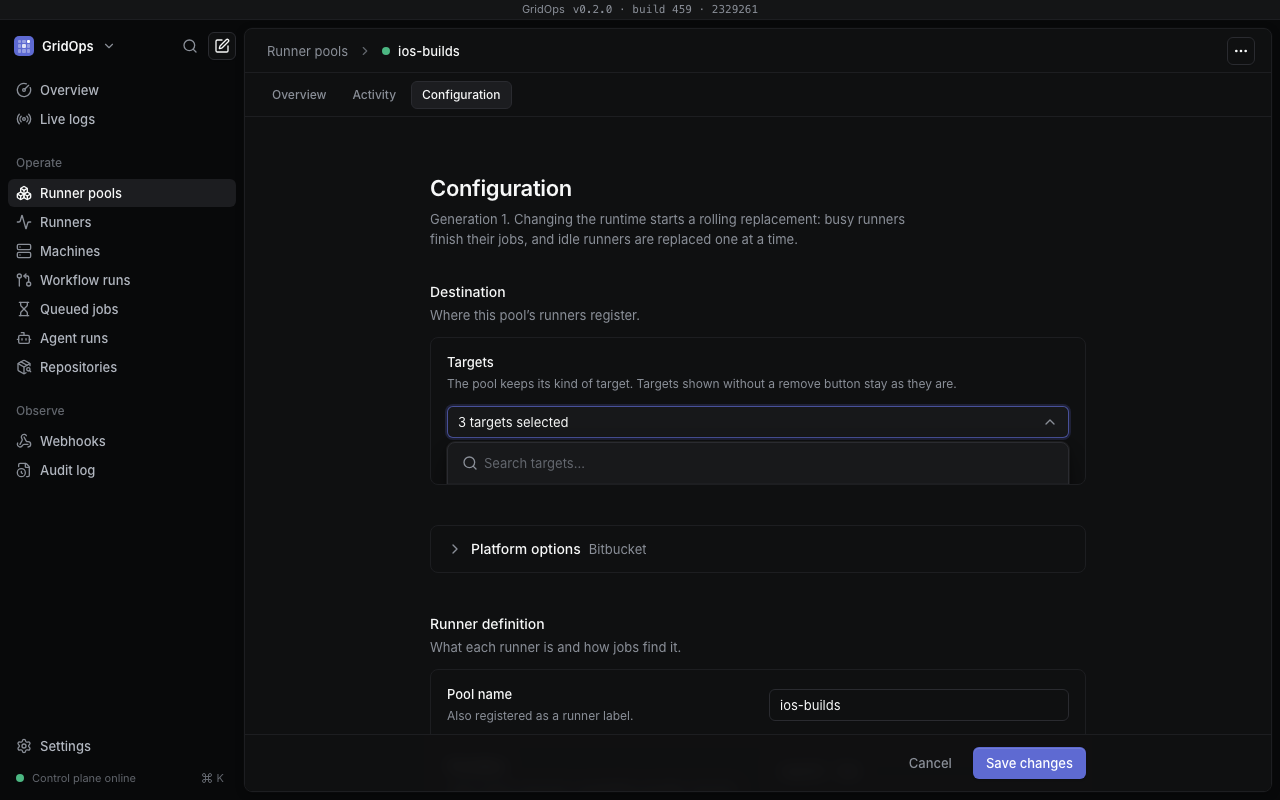 GridOps v0.2.0 · build 459 · 2329261
GridOps
Overview
Live logs
Operate
Runner pools
Runners
Machines
Workflow runs
Queued jobs
Agent runs
Repositories
Observe
Webhooks
Audit log
Settings
Control plane online ⌘ K
Runner pools ios-builds
Overview Activity Configuration
Configuration
Generation 1. Changing the runtime starts a rolling replacement: busy runners
finish their jobs, and idle runners are replaced one at a time.
Destination
Where this pool’s runners register.
Targets
The pool keeps its kind of target. Targets shown without a remove button stay as they are.
3 targets selected
Search targets...
Platform options Bitbucket
Runner definition
What each runner is and how jobs find it.
Pool name
Also registered as a runner label.
ios-builds
Cancel Save changes